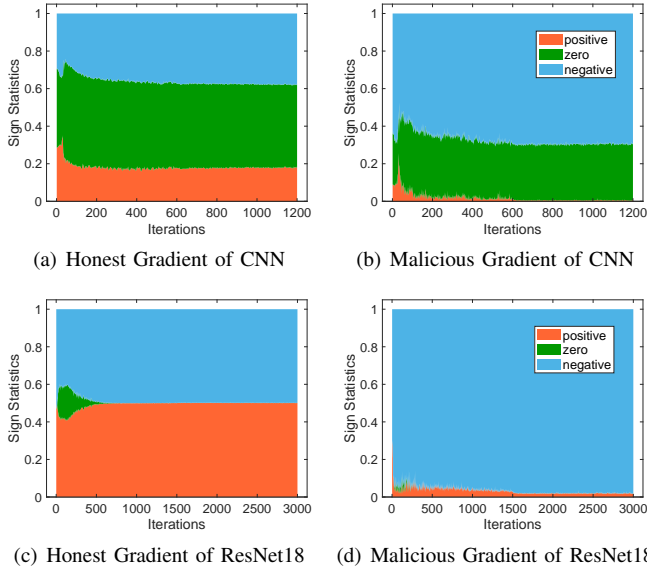 1
0.8
0.6
0.4
0.2
0
Sign Statistics
0 200 400 600 800 1000 1200
Iterations
(a) Honest Gradient of CNN
1
0.8
0.6
0.4
0.2
0
Sign Statistics
positive
zero
negative
0 200 400 600 800 1000 1200
Iterations
(b) Malicious Gradient of CNN
1
0.8
0.6
0.4
0.2
0
Sign Statistics
0 500 1000 1500 2000 2500 3000
Iterations
(c) Honest Gradient of ResNet18
1
0.8
0.6
0.4
0.2
0
Sign Statistics
positive
zero
negative
0 500 1000 1500 2000 2500 3000
Iterations
(d) Malicious Gradient of ResNet18